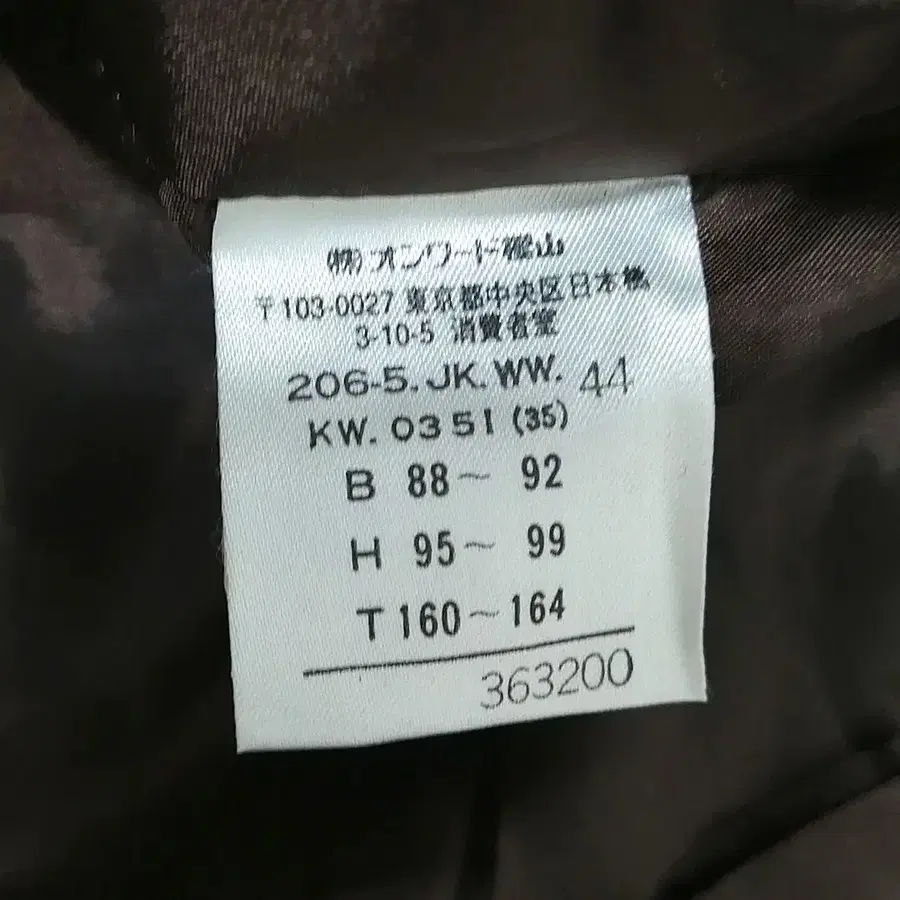 (株)オンワード樫山
〒103-0027 東京都中央区日本橋
3-10-5 消費者室
206-5.JK.WW. 44
KW. 0351 (35)
B 88～ 92
H 95～ 99
T 160～164
363200